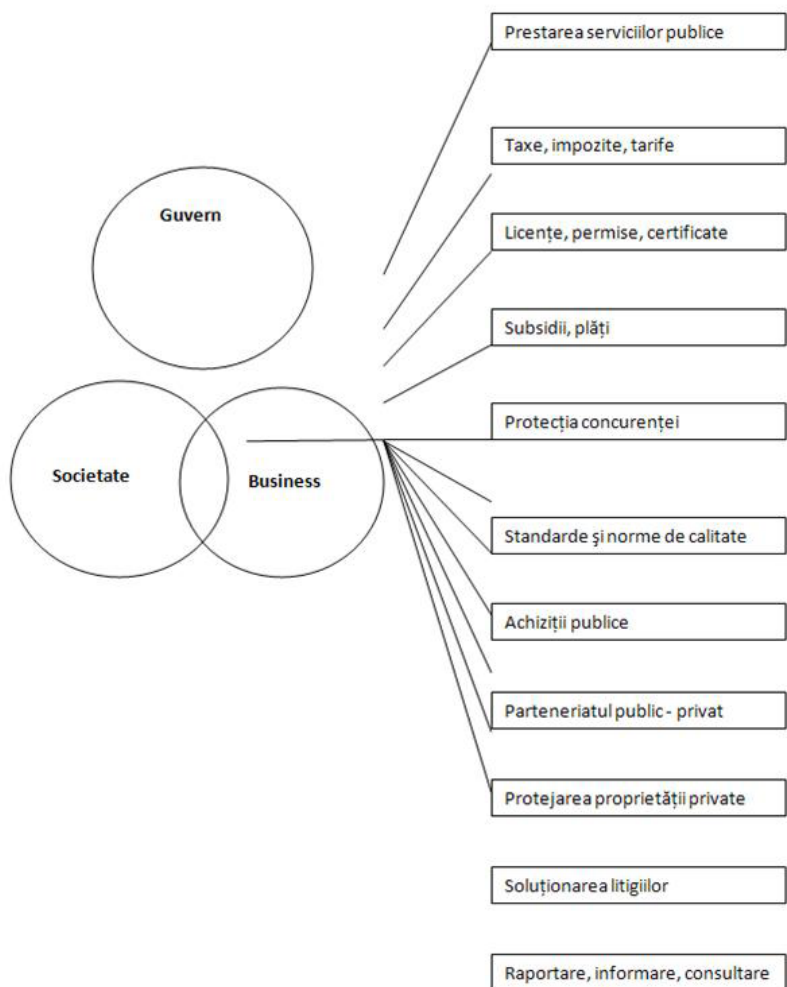 Prestarea serviciilor publice
Taxe, impozite, tarife
Licențe, permise, certificate
Guvern
Subsidii, plăți
Protecția concurenței
Societate
Business
Standarde şi norme de calitate
Achiziții publice
Parteneriatul public - privat
Protejarea proprietății private
Soluționarea litigiilor
Raportare, informare, consultare